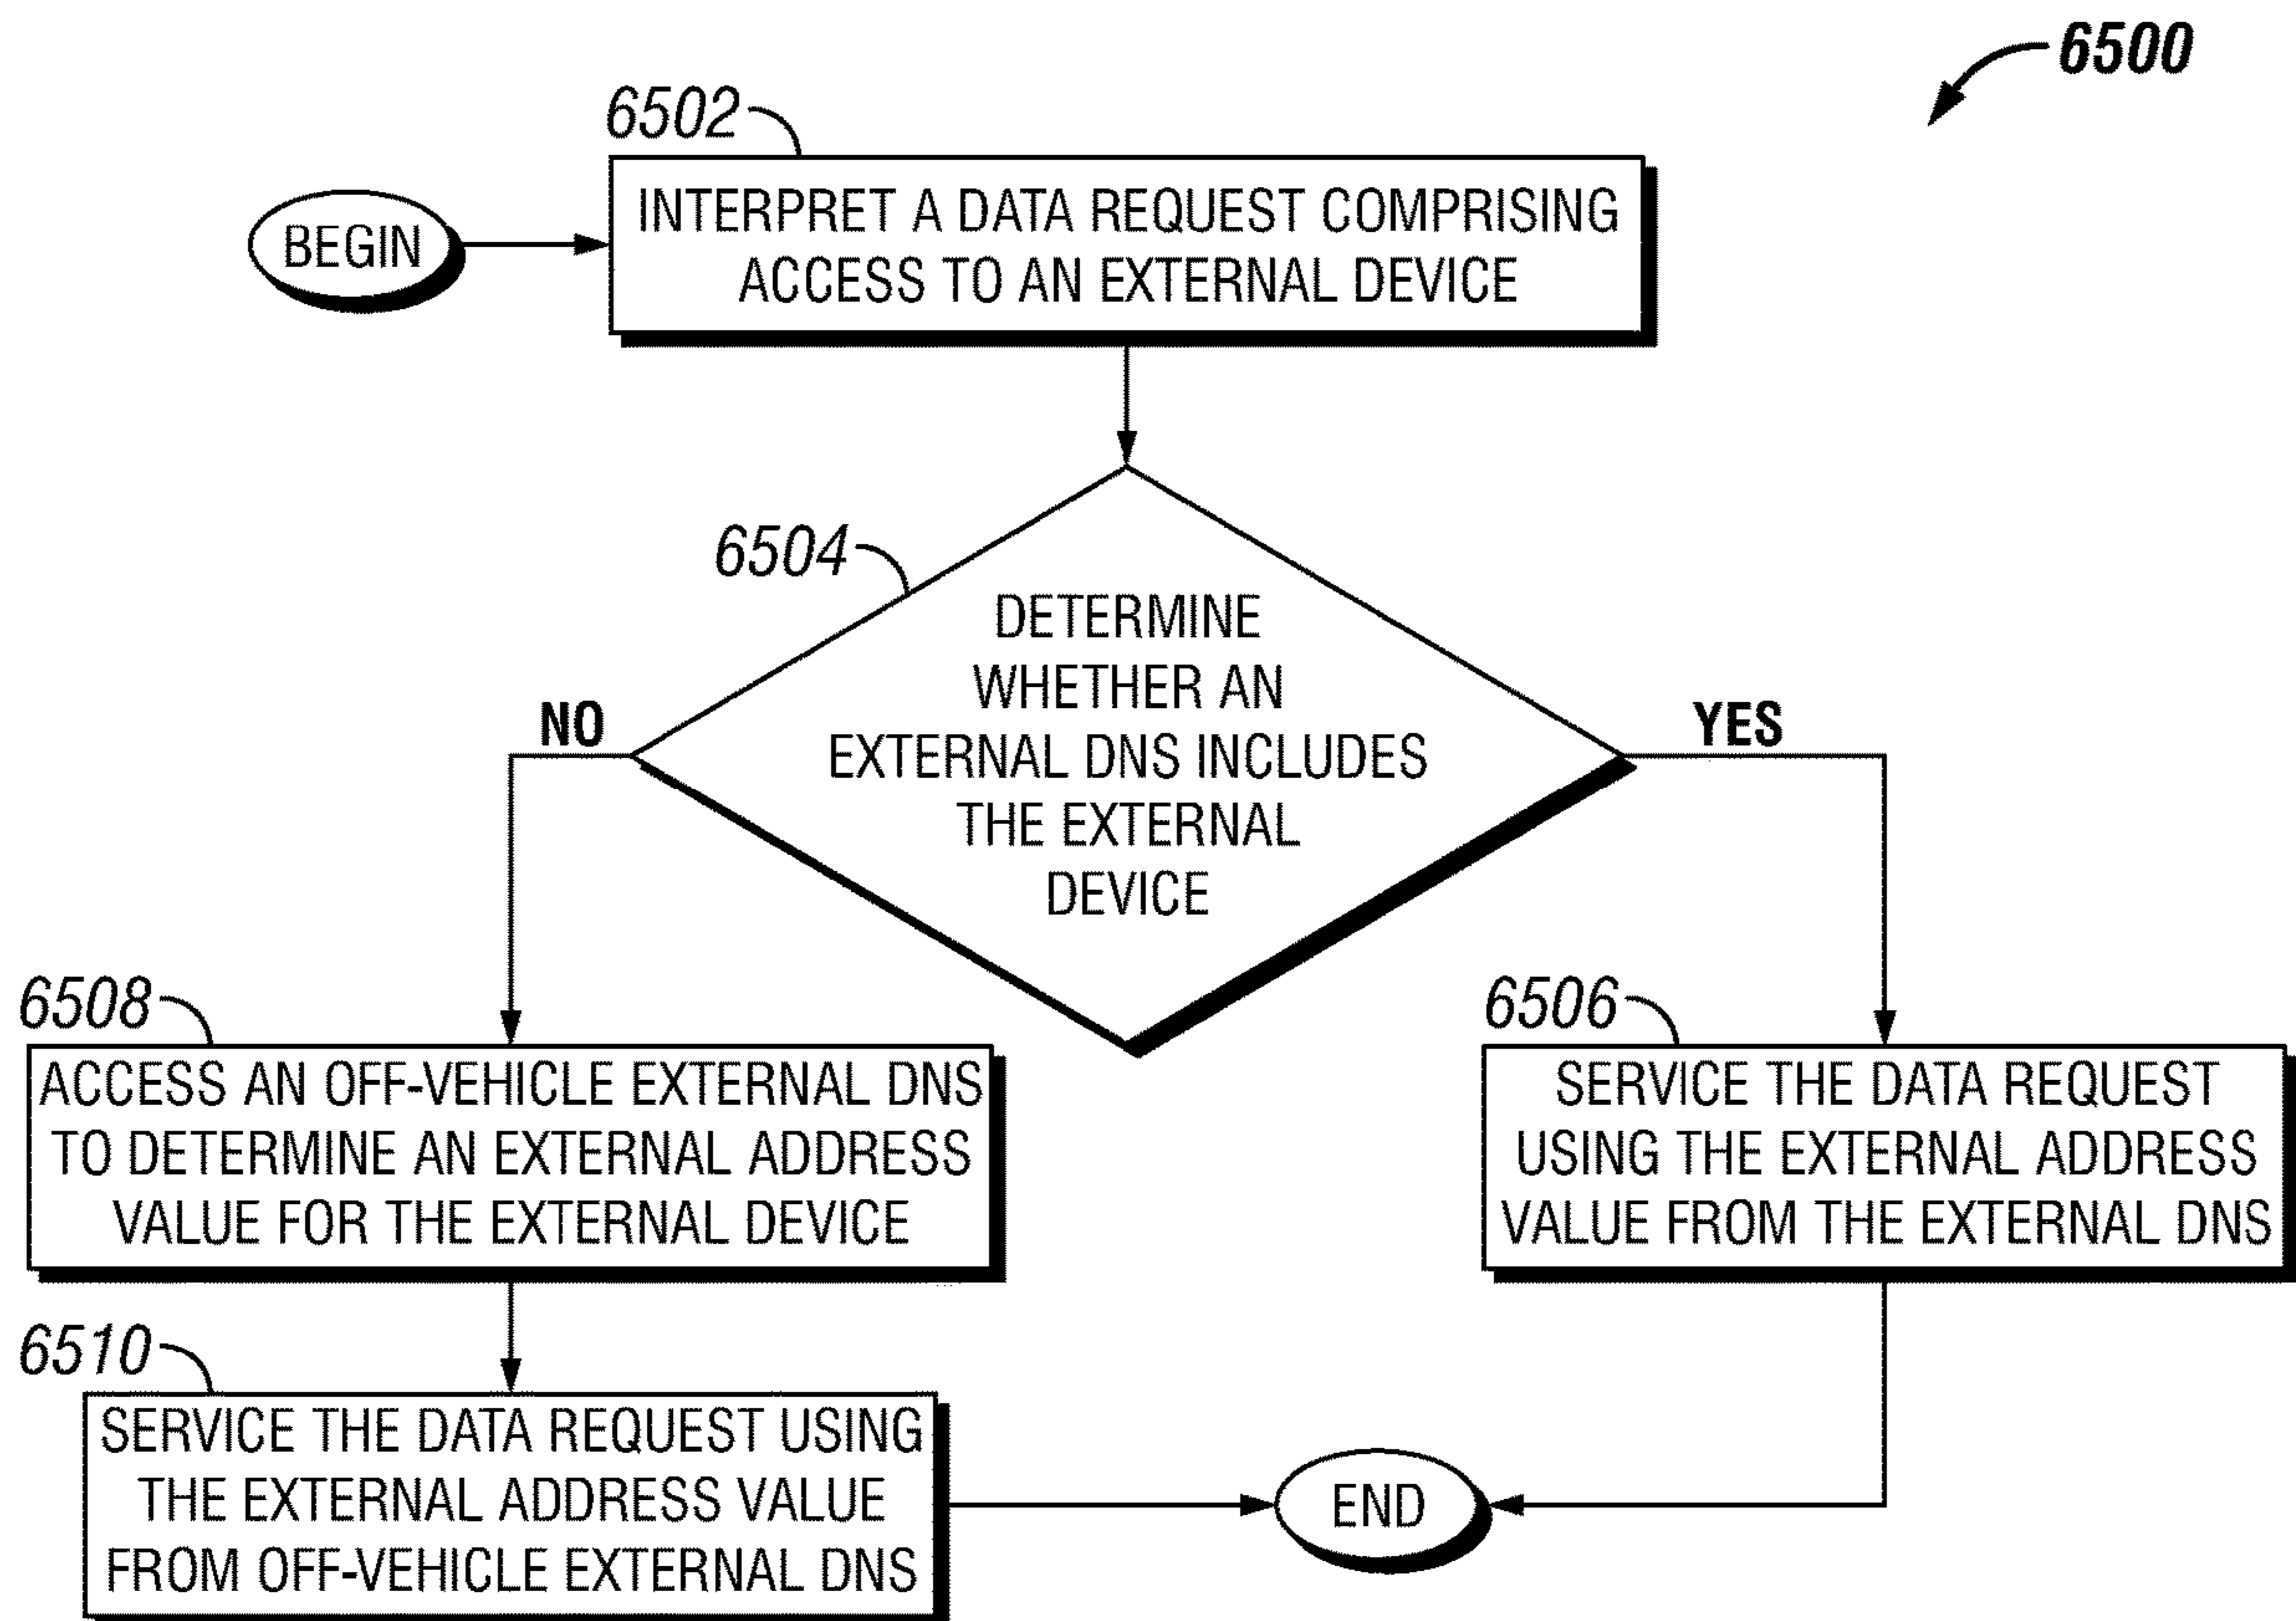 6500
6502
BEGIN
INTERPRET A DATA REQUEST COMPRISING
ACCESS TO AN EXTERNAL DEVICE
6504
DETERMINE
WHETHER AN
EXTERNAL DNS INCLUDES
THE EXTERNAL
DEVICE
NO
YES
6508
ACCESS AN OFF-VEHICLE EXTERNAL DNS
TO DETERMINE AN EXTERNAL ADDRESS
VALUE FOR THE EXTERNAL DEVICE
6506
SERVICE THE DATA REQUEST
USING THE EXTERNAL ADDRESS
VALUE FROM THE EXTERNAL DNS
6510
SERVICE THE DATA REQUEST USING
THE EXTERNAL ADDRESS VALUE
FROM OFF-VEHICLE EXTERNAL DNS
END